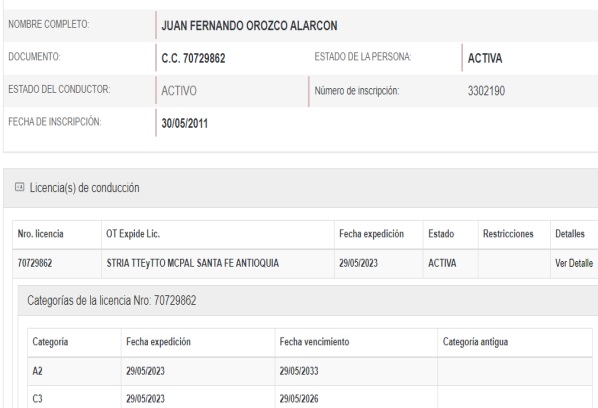 NOMBRE COMPLETO: JUAN FERNANDO OROZCO ALARCON
DOCUMENTO: C.C. 70729862 ESTADO DE LA PERSONA: ACTIVA
ESTADO DEL CONDUCTOR: ACTIVO Número de inscripción: 3302190
FECHA DE INSCRIPCIÓN: 30/05/2011
Licencia(s) de conducción
Nro. licencia OT Expide Lic. Fecha expedición Estado Restricciones Detalles
70729862 STRIA TTEyTTO MCPAL SANTA FE ANTIOQUIA 29/05/2023 ACTIVA Ver Detalle
Categorías de la licencia Nro: 70729862
Categoria Fecha expedición Fecha vencimiento Categoría antigua
A2 29/05/2023 29/05/2033
C3 29/05/2023 29/05/2026